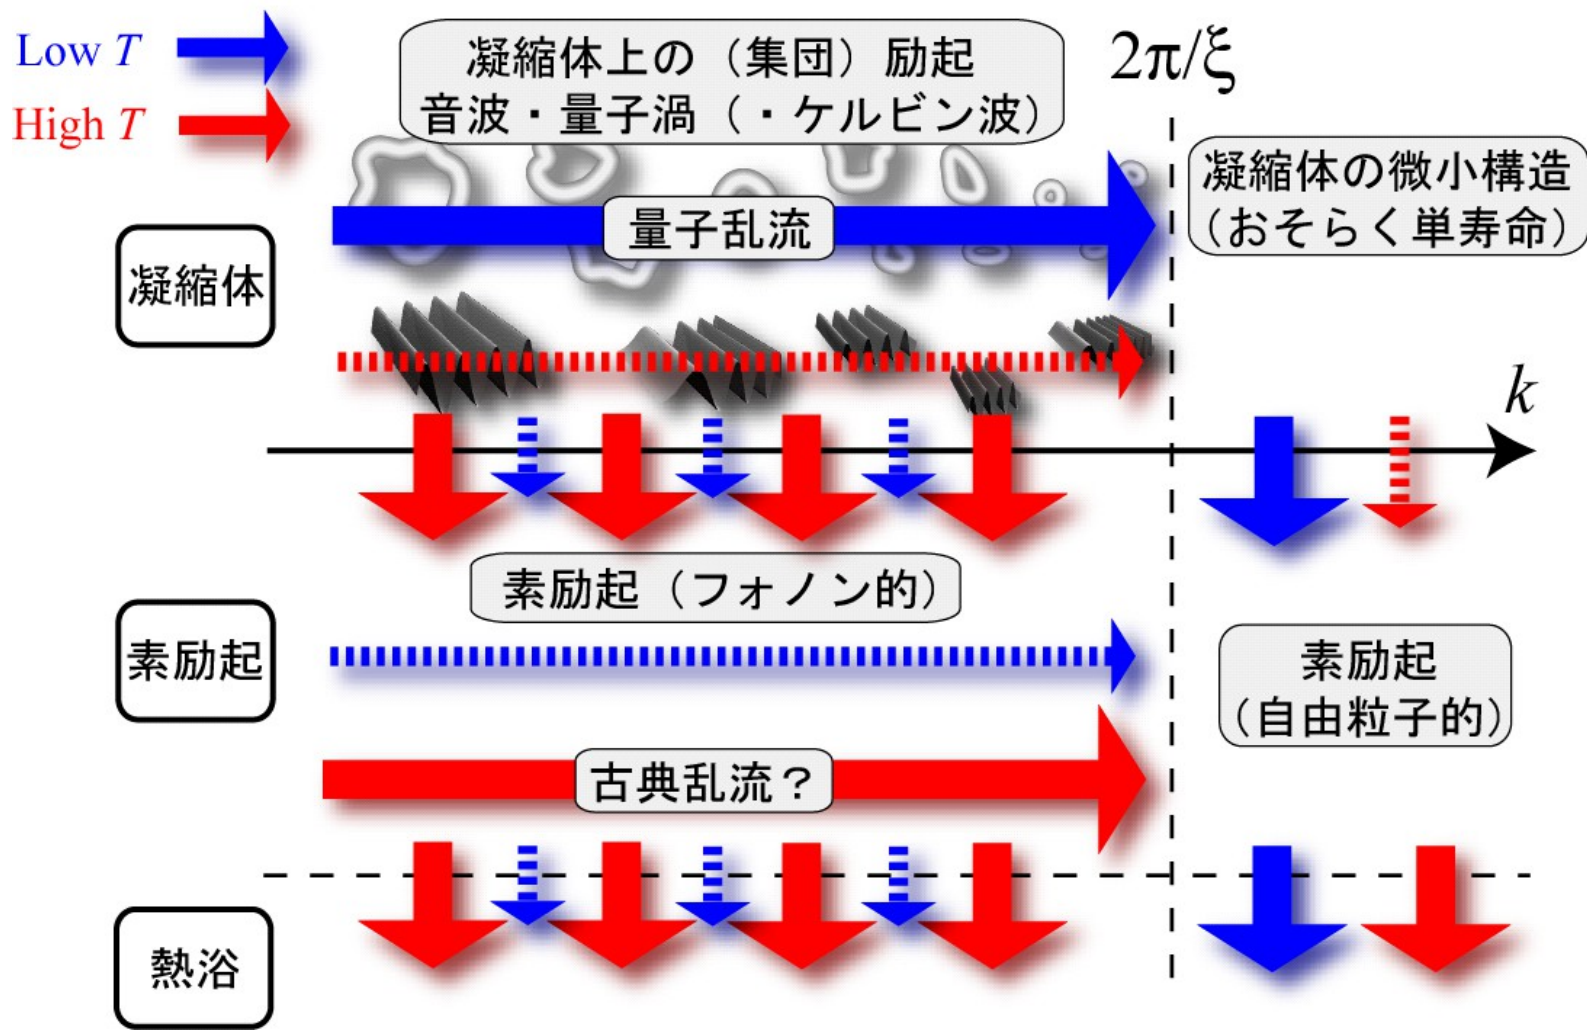 Low T
High T
凝縮体上の（集団）励起
音波・量子渦（・ケルビン波）
2π/ξ
凝縮体の微小構造
（おそらく単寿命）
量子乱流
凝縮体
k
素励起（フォノン的）
素励起
素励起
（自由粒子的）
古典乱流？
熱浴